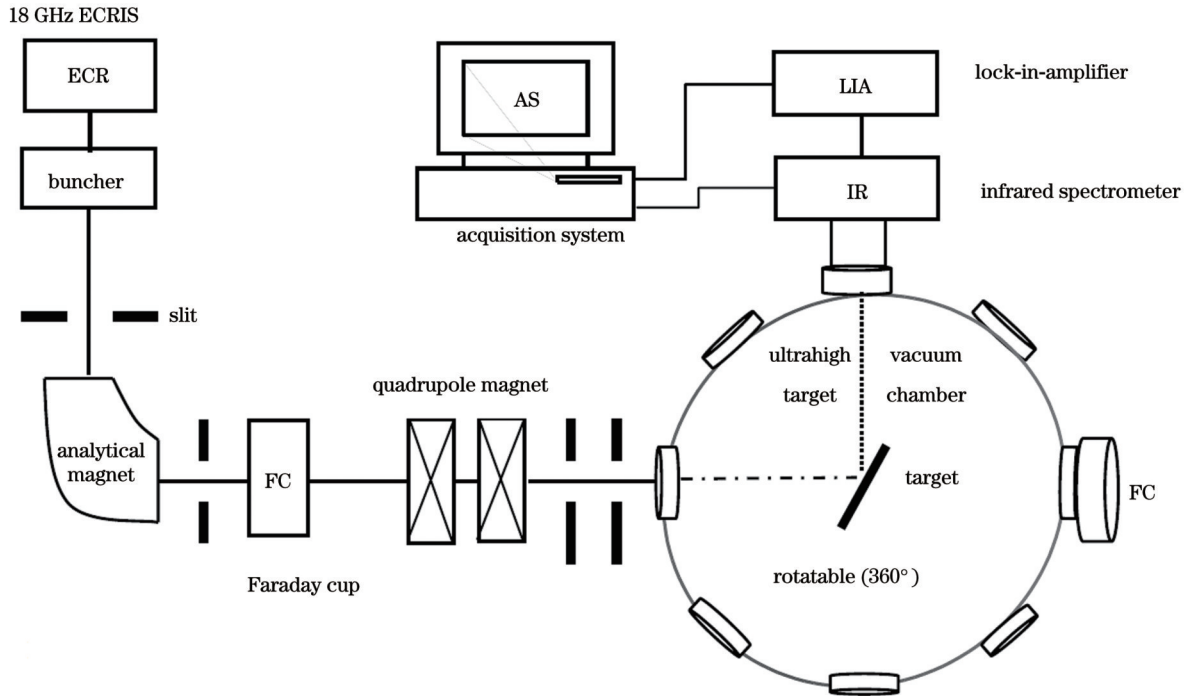 18 GHz ECRIS
ECR
buncher
slit
analytical
magnet
FC
Faraday cup
quadrupole magnet
AS
acquisition system
LIA
lock-in-amplifier
IR
infrared spectrometer
ultrahigh vacuum
target chamber
target
rotatable (360°)
FC